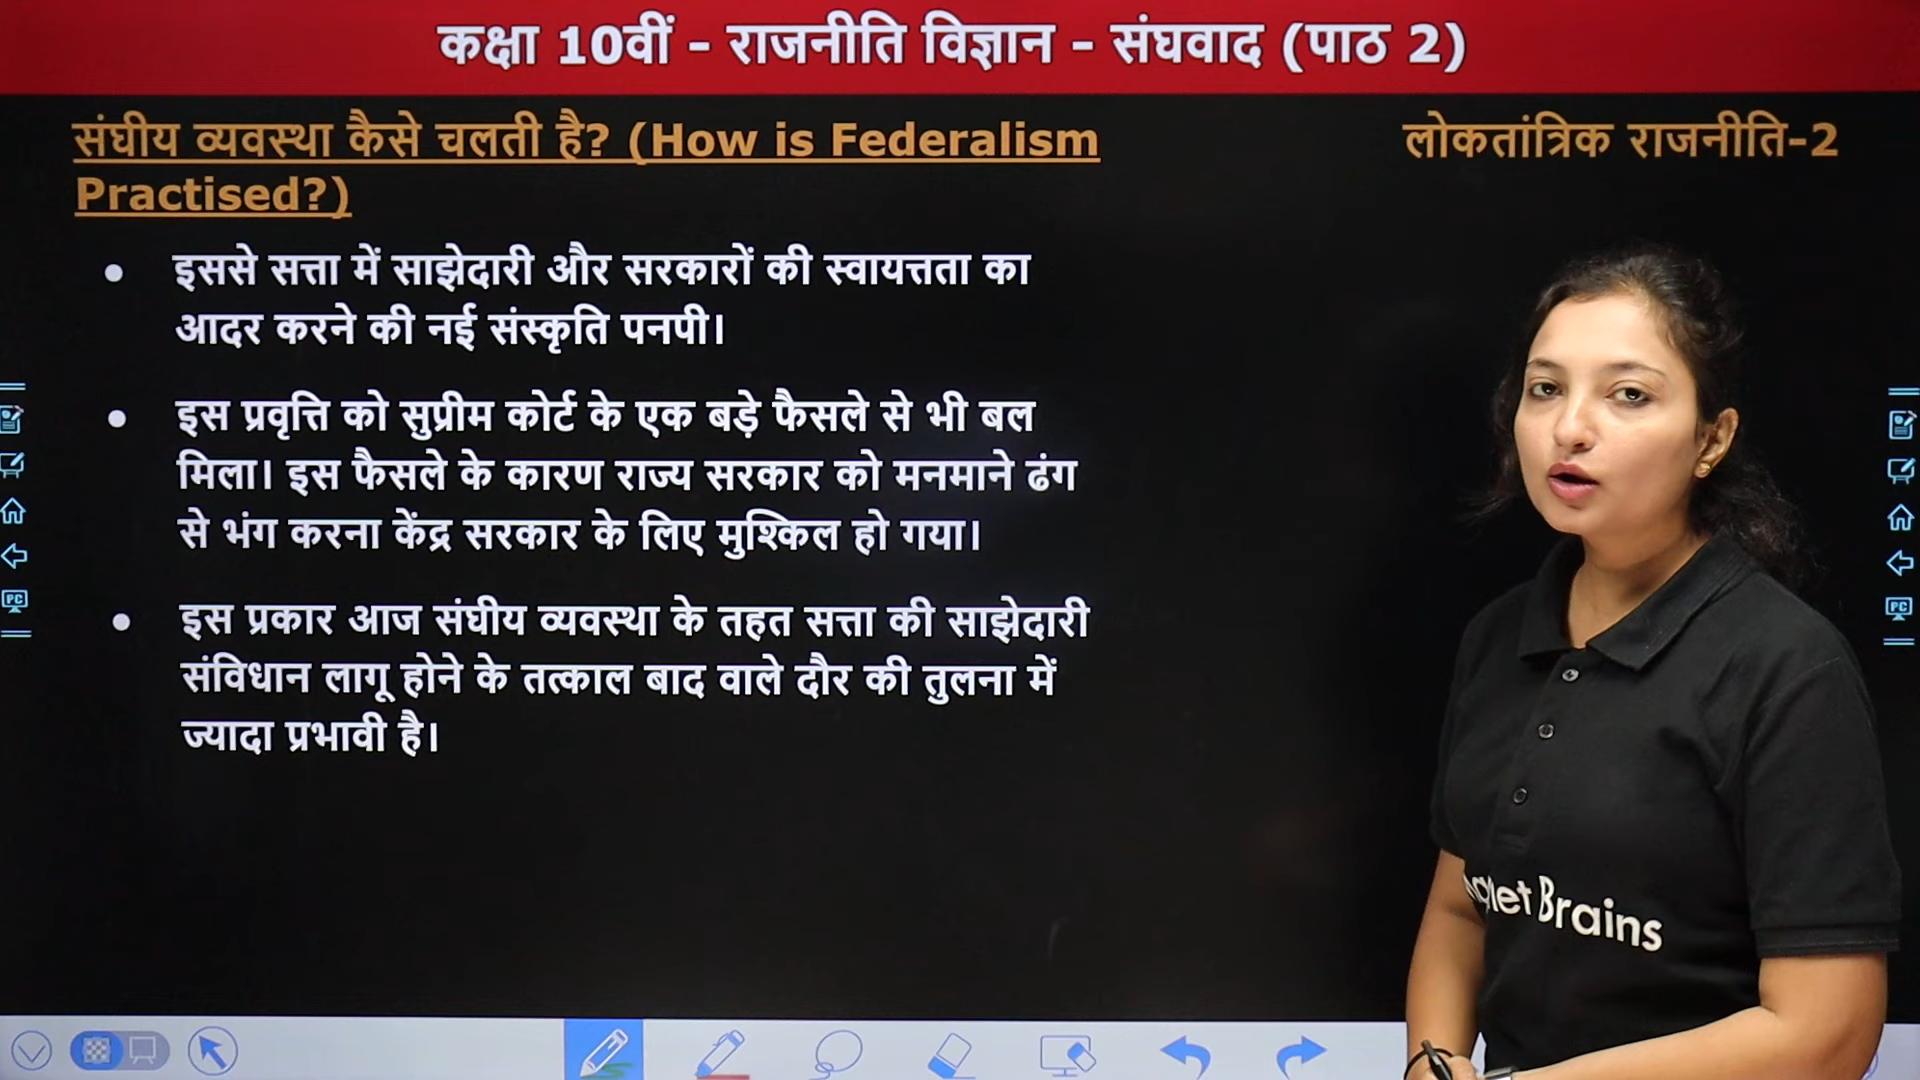 कक्षा 10वीं - राजनीति विज्ञान - संघवाद (पाठ 2)
संघीय व्यवस्था कैसे चलती है? (How is Federalism
Practised?)
लोकतांत्रिक राजनीति-2
इससे सत्ता में साझेदारी और सरकारों की स्वायत्तता का
आदर करने की नई संस्कृति पनपी।
इस प्रवृत्ति को सुप्रीम कोर्ट के एक बड़े फैसले से भी बल
मिला। इस फैसले के कारण राज्य सरकार को मनमाने ढंग
से भंग करना केंद्र सरकार के लिए मुश्किल हो गया।
इस प्रकार आज संघीय व्यवस्था के तहत सत्ता की साझेदारी
संविधान लागू होने के तत्काल बाद वाले दौर की तुलना में
ज्यादा प्रभावी है।
PC
PC
Brains